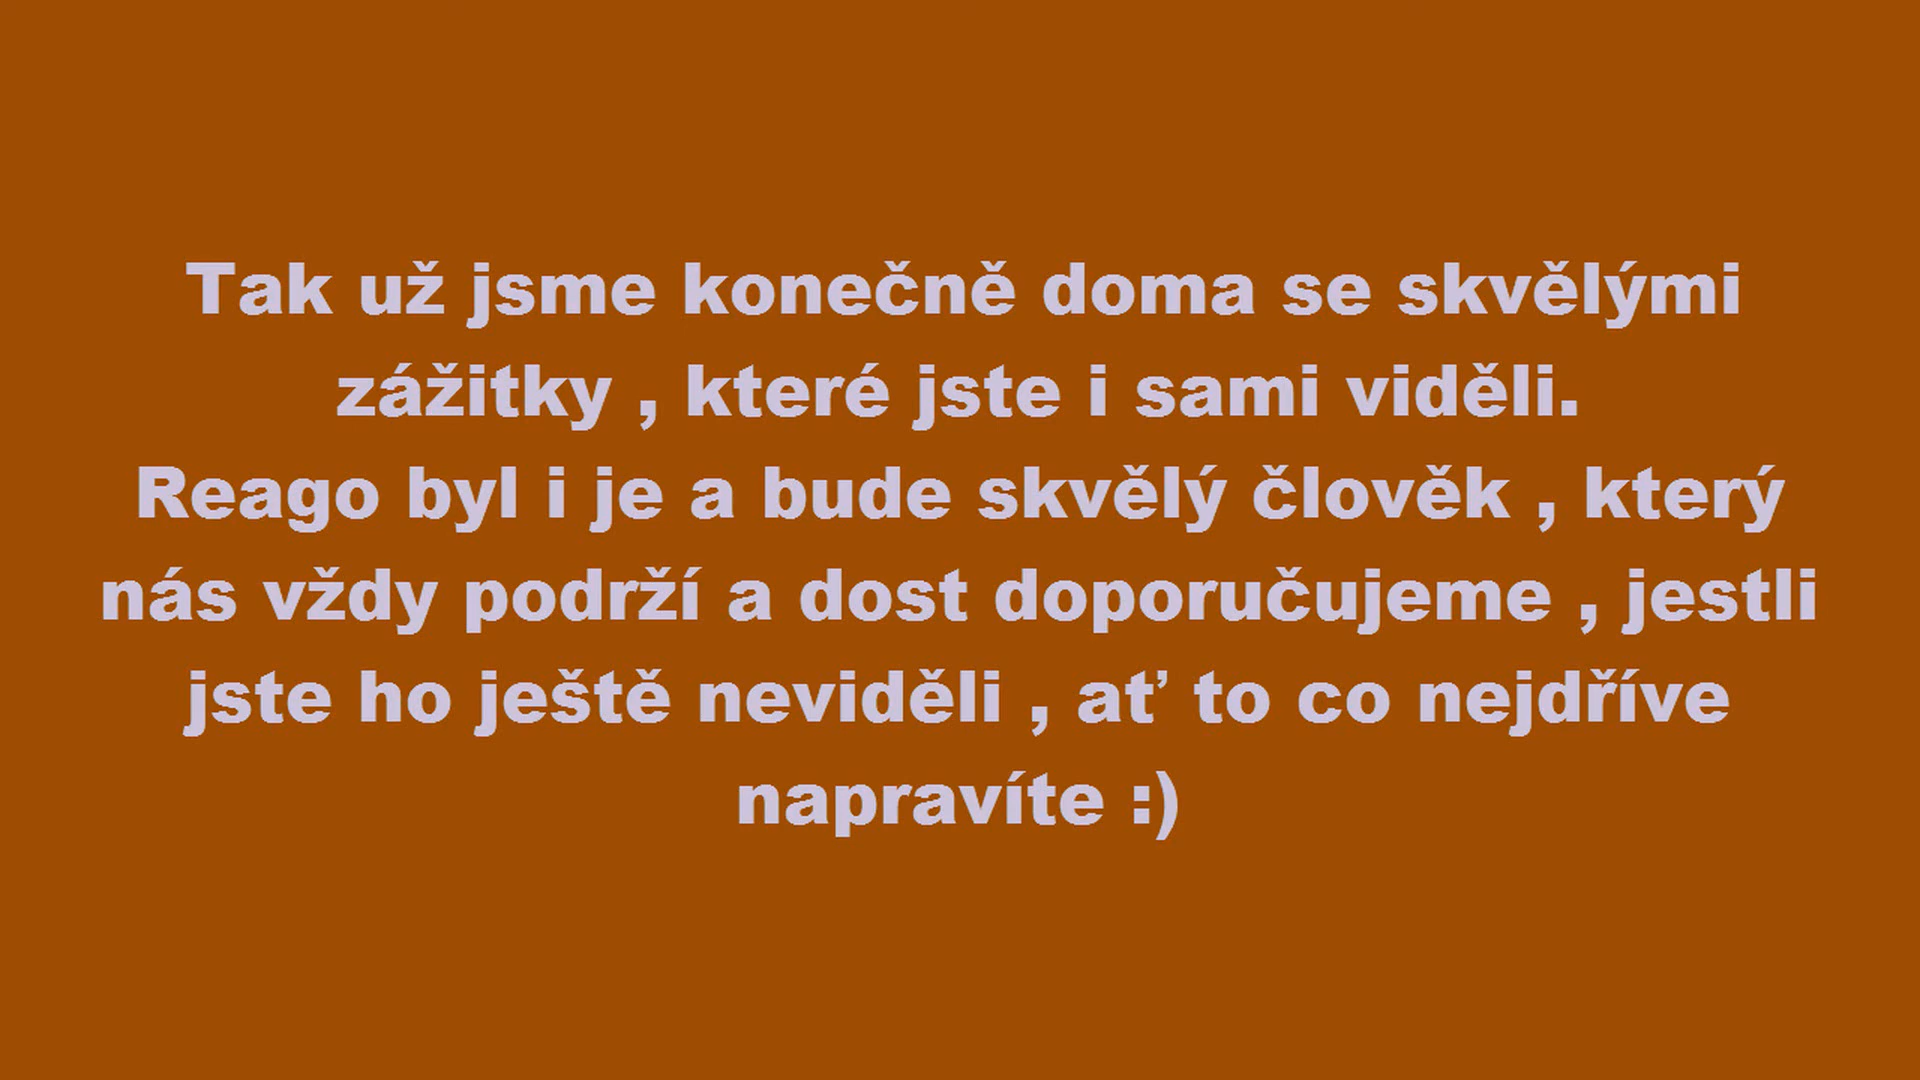 Tak už jsme konečně doma se skvělými
zážitky , které jste i sami viděli.
Reago byl i je a bude skvělý člověk , který
nás vždy podrží a dost doporučujeme , jestli
jste ho ještě neviděli , ať to co nejdříve
napravíte :)